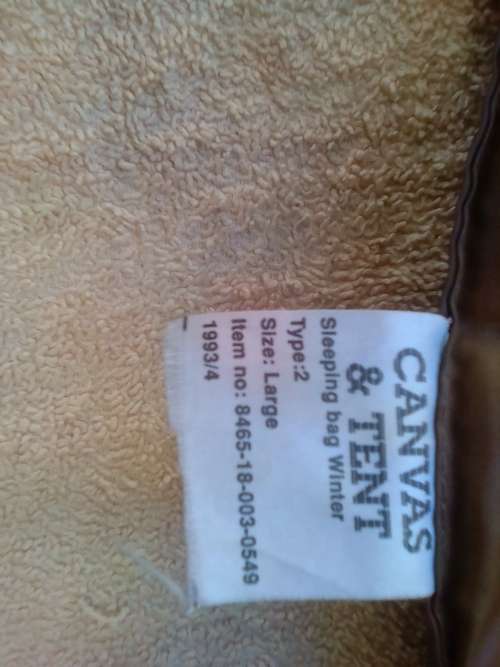 CANVAS
& TENT
Sleeping bag Winter
Type:2
Size: Large
Item no: 8465-18-003-0549
1993/4